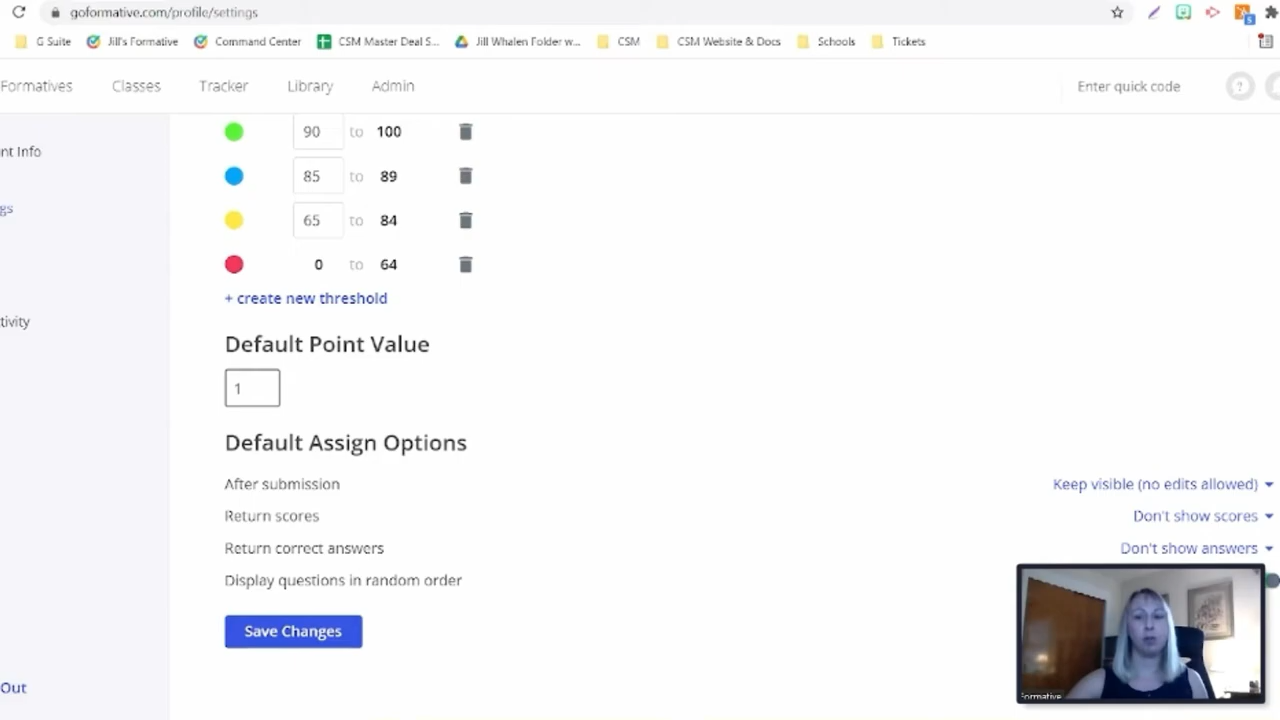 goformative.com/profile/settings
G Suite Jill's Formative Command Center CSM Master Deal S... Jill Whalen Folder w... CSM CSM Website & Docs Schools Tickets
Formatives Classes Tracker Library Admin Enter quick code ?
90 to 100
nt Info
85 to 89
gs
65 to 84
0 to 64
+ create new threshold
tivity
Default Point Value
1
Default Assign Options
After submission Keep visible (no edits allowed)
Return scores Don't show scores
Return correct answers Don't show answers
Display questions in random order
Save Changes
Out
Formative